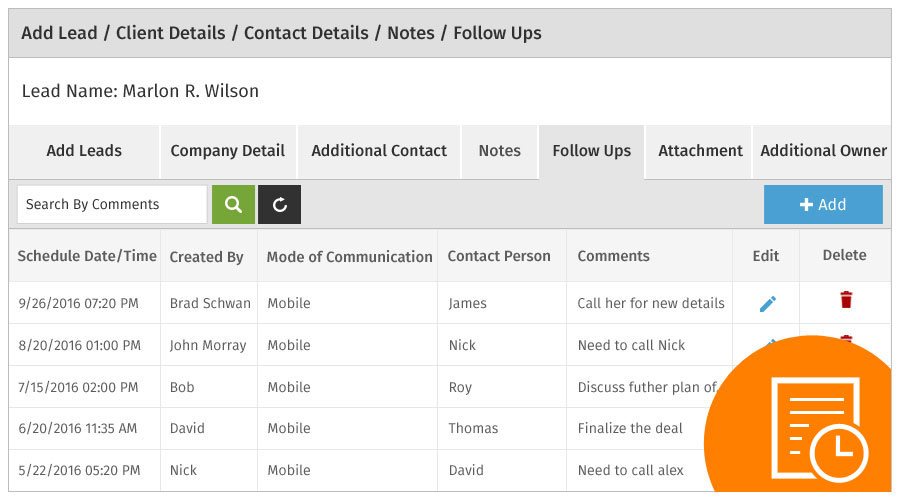 Add Lead / Client Details / Contact Details / Notes / Follow Ups
Lead Name: Marlon R. Wilson
Add Leads Company Detail Additional Contact Notes Follow Ups Attachment Additional Owner
Search By Comments + Add
Schedule Date/Time Created By Mode of Communication Contact Person Comments Edit Delete
9/26/2016 07:20 PM Brad Schwan Mobile James Call her for new details
8/20/2016 01:00 PM John Morray Mobile Nick Need to call Nick
7/15/2016 02:00 PM Bob Mobile Roy Discuss futher plan of
6/20/2016 11:35 AM David Mobile Thomas Finalize the deal
5/22/2016 05:20 PM Nick Mobile David Need to call alex